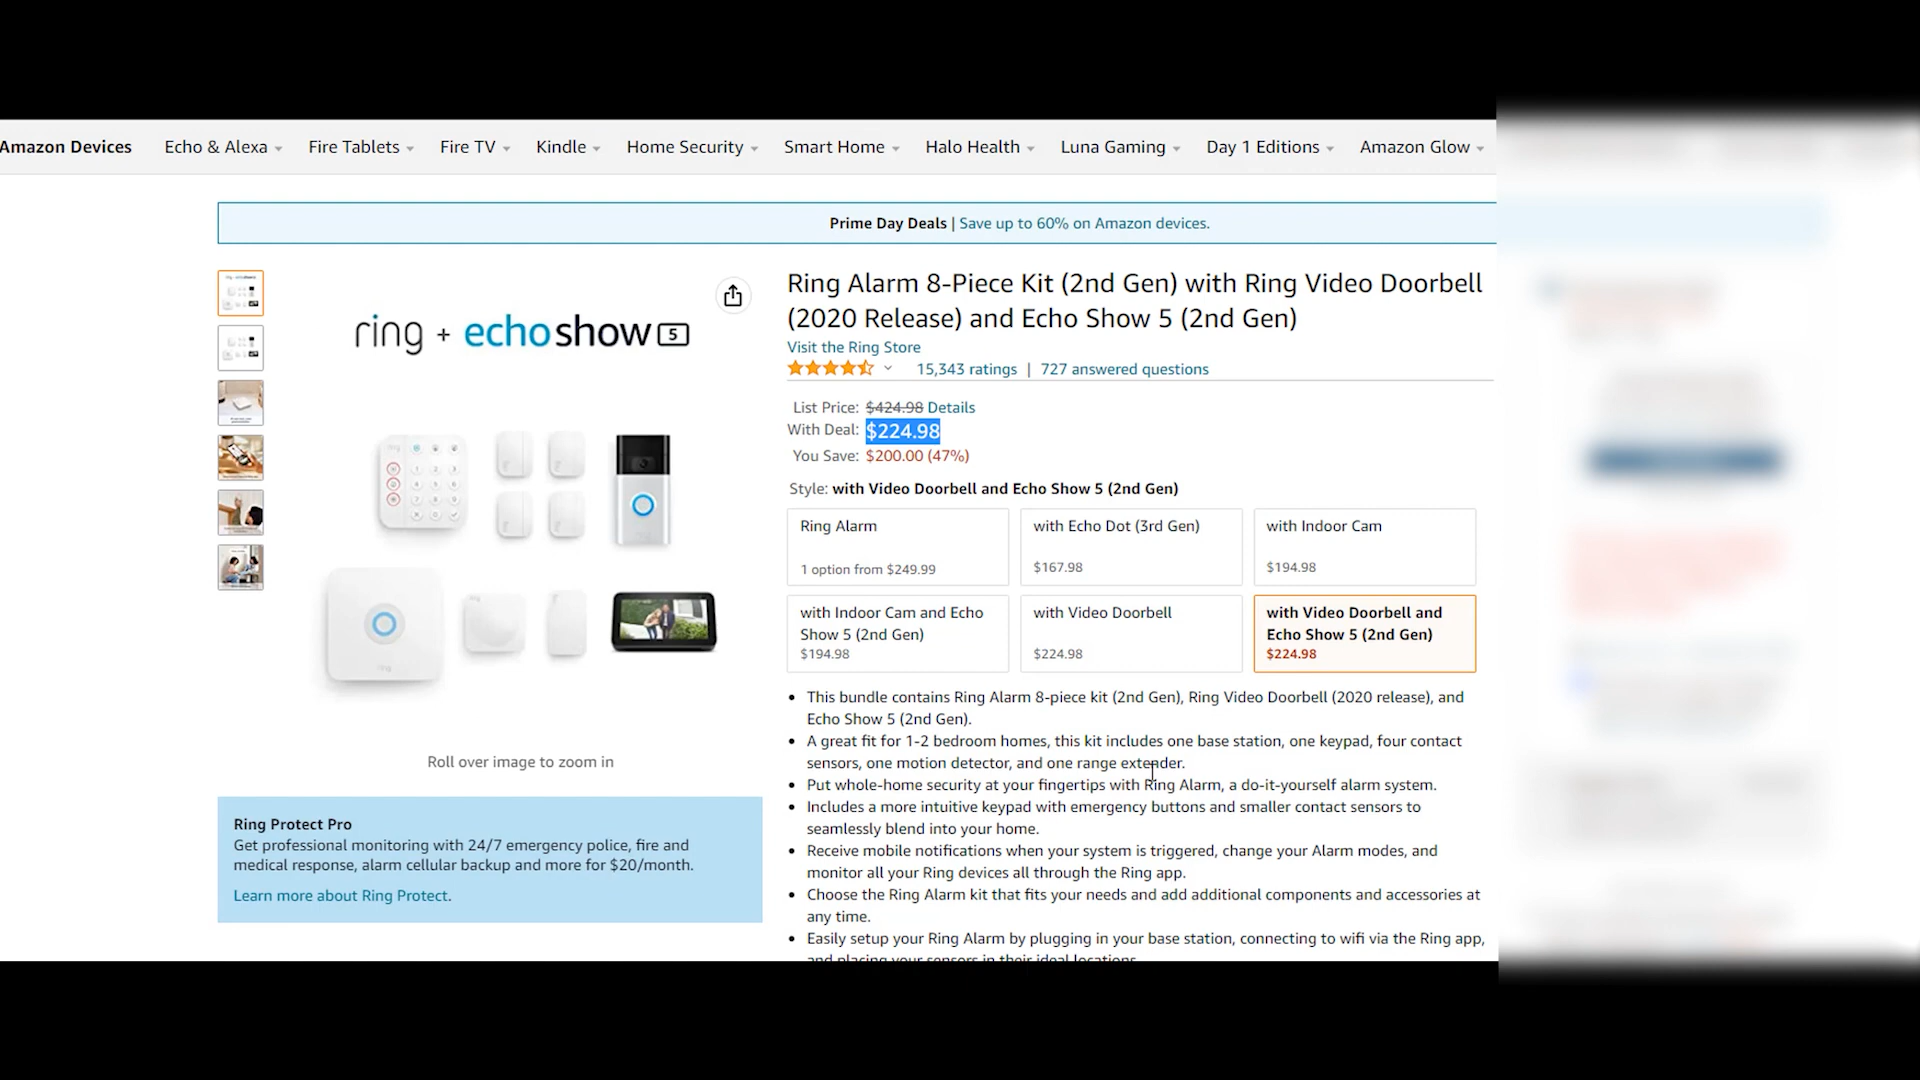 Amazon Devices Echo & Alexa Fire Tablets Fire TV Kindle Home Security Smart Home Halo Health Luna Gaming Day 1 Editions Amazon Glow
Prime Day Deals | Save up to 60% on Amazon devices.
ring + echo show 5
Roll over image to zoom in
Ring Protect Pro
Get professional monitoring with 24/7 emergency police, fire and
medical response, alarm cellular backup and more for $20/month.
Learn more about Ring Protect.
Ring Alarm 8-Piece Kit (2nd Gen) with Ring Video Doorbell
(2020 Release) and Echo Show 5 (2nd Gen)
Visit the Ring Store
15,343 ratings | 727 answered questions
List Price: $424.98 Details
With Deal: $224.98
You Save: $200.00 (47%)
Style: with Video Doorbell and Echo Show 5 (2nd Gen)
Ring Alarm
1 option from $249.99
with Echo Dot (3rd Gen)
$167.98
with Indoor Cam
$194.98
with Indoor Cam and Echo
Show 5 (2nd Gen)
$194.98
with Video Doorbell
$224.98
with Video Doorbell and
Echo Show 5 (2nd Gen)
$224.98
• This bundle contains Ring Alarm 8-piece kit (2nd Gen), Ring Video Doorbell (2020 release), and
Echo Show 5 (2nd Gen).
• A great fit for 1-2 bedroom homes, this kit includes one base station, one keypad, four contact
sensors, one motion detector, and one range extender.
• Put whole-home security at your fingertips with Ring Alarm, a do-it-yourself alarm system.
• Includes a more intuitive keypad with emergency buttons and smaller contact sensors to
seamlessly blend into your home.
• Receive mobile notifications when your system is triggered, change your Alarm modes, and
monitor all your Ring devices all through the Ring app.
• Choose the Ring Alarm kit that fits your needs and add additional components and accessories at
any time.
• Easily setup your Ring Alarm by plugging in your base station, connecting to wifi via the Ring app,
and placing your sensors in their ideal locations.